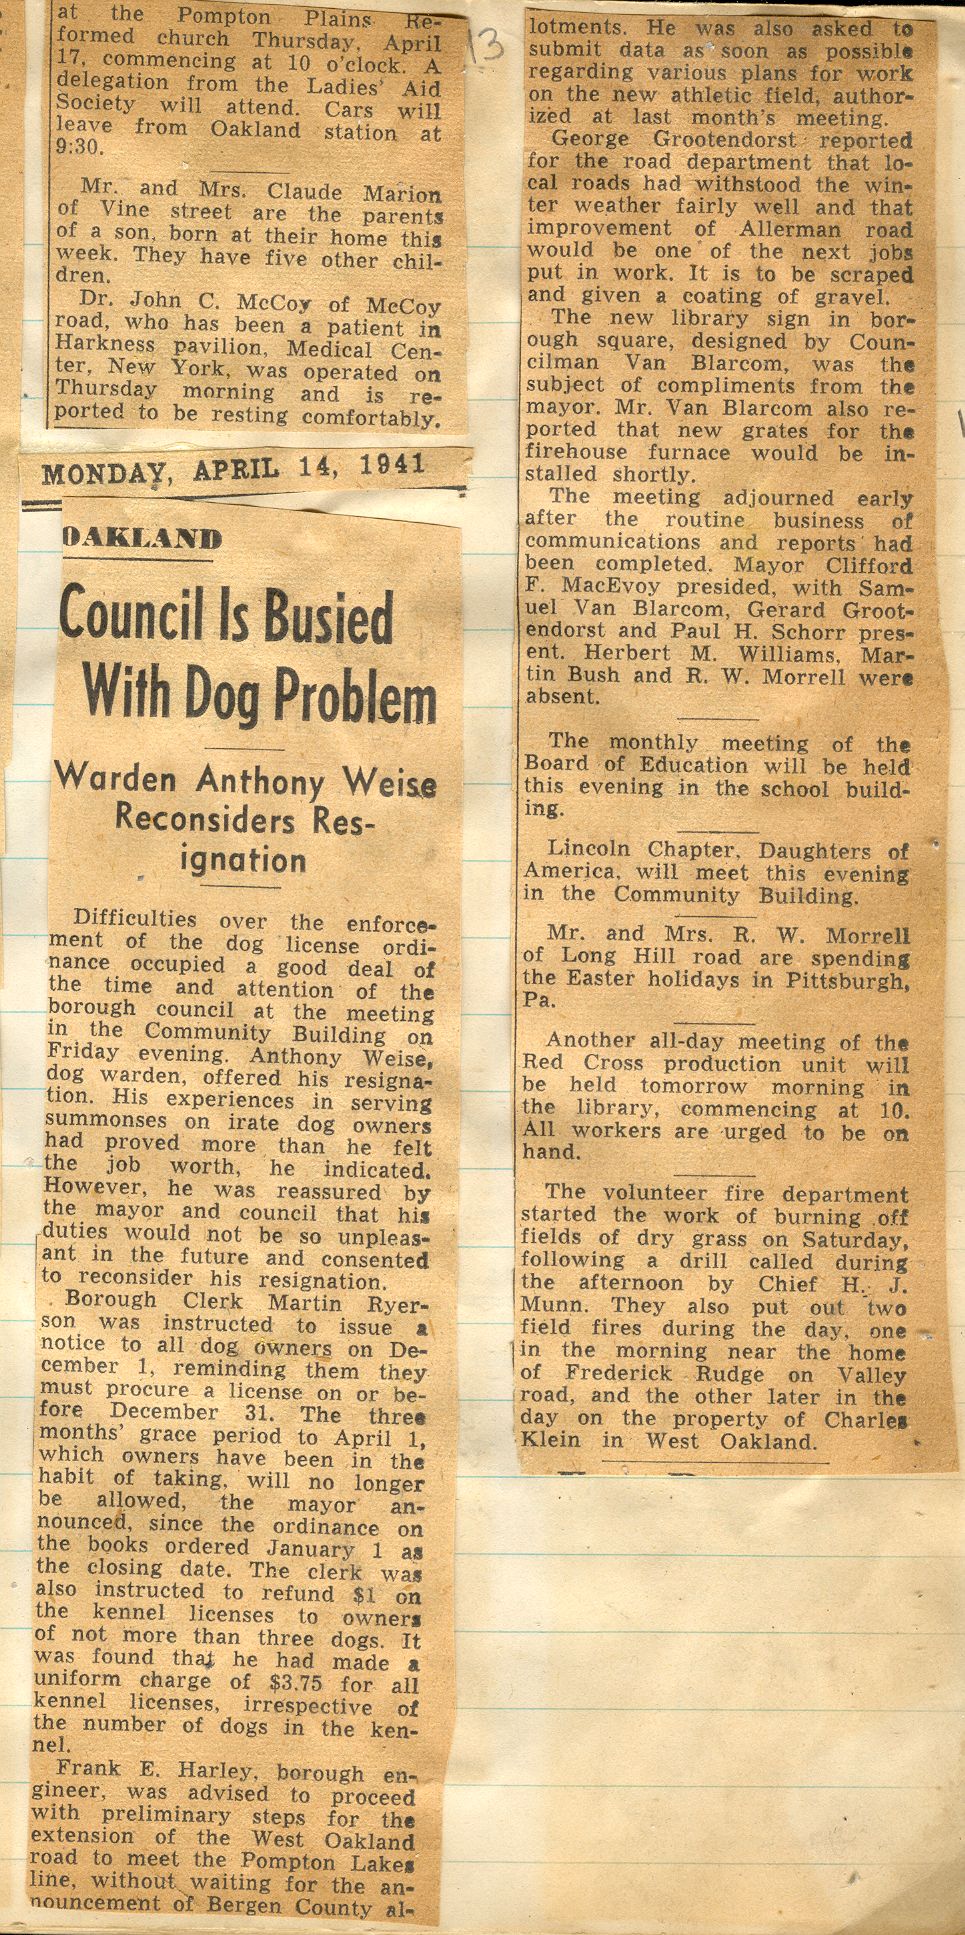 at the Pompton Plains Re-
formed church Thursday, April
17, commencing at 10 o'clock. A
delegation from the Ladies' Aid
Society will attend. Cars will
leave from Oakland station at
9:30.
Mr. and Mrs. Claude Marion
of Vine street are the parents
of a son, born at their home this
week. They have five other chil-
dren.
Dr. John C. McCoy of McCoy
road, who has been a patient in
Harkness pavilion, Medical Cen-
ter, New York, was operated on
Thursday morning and is re-
ported to be resting comfortably.
MONDAY, APRIL 14, 1941
OAKLAND
Council Is Busied
With Dog Problem
Warden Anthony Weise
Reconsiders Res-
ignation
Difficulties over the enforce-
ment of the dog license ordi-
nance occupied a good deal of
the time and attention of the
borough council at the meeting
in the Community Building on
Friday evening. Anthony Weise,
dog warden, offered his resigna-
tion. His experiences in serving
summonses on irate dog owners
had proved more than he felt
the job worth, he indicated.
However, he was reassured by
the mayor and council that his
duties would not be so unpleas-
ant in the future and consented
to reconsider his resignation.
Borough Clerk Martin Ryer-
son was instructed to issue a
notice to all dog owners on De-
cember 1, reminding them they
must procure a license on or be-
fore December 31. The three
months' grace period to April 1,
which owners have been in the
habit of taking, will no longer
be allowed, the mayor an-
nounced, since the ordinance on
the books ordered January 1 as
the closing date. The clerk was
also instructed to refund $1 on
the kennel licenses to owners
of not more than three dogs. It
was found that he had made a
uniform charge of $3.75 for all
kennel licenses, irrespective of
the number of dogs in the ken-
nel.
Frank E. Harley, borough en-
gineer, was advised to proceed
with preliminary steps for the
extension of the West Oakland
road to meet the Pompton Lakes
line, without waiting for the an-
nouncement of Bergen County al-
13
lotments. He was also asked to
submit data as soon as possible
regarding various plans for work
on the new athletic field, author-
ized at last month's meeting.
George Grootendorst reported
for the road department that lo-
cal roads had withstood the win-
ter weather fairly well and that
improvement of Allerman road
would be one of the next jobs
put in work. It is to be scraped
and given a coating of gravel.
The new library sign in bor-
ough square, designed by Coun-
cilman Van Blarcom, was the
subject of compliments from the
mayor. Mr. Van Blarcom also re-
ported that new grates for the
firehouse furnace would be in-
stalled shortly.
The meeting adjourned early
after the routine business of
communications and reports had
been completed. Mayor Clifford
F. MacEvoy presided, with Sam-
uel Van Blarcom, Gerard Groot-
endorst and Paul H. Schorr pres-
ent. Herbert M. Williams, Mar-
tin Bush and R. W. Morrell were
absent.
The monthly meeting of the
Board of Education will be held
this evening in the school build-
ing.
Lincoln Chapter, Daughters of
America, will meet this evening
in the Community Building.
Mr. and Mrs. R. W. Morrell
of Long Hill road are spending
the Easter holidays in Pittsburgh,
Pa.
Another all-day meeting of the
Red Cross production unit will
be held tomorrow morning in
the library, commencing at 10.
All workers are urged to be on
hand.
The volunteer fire department
started the work of burning off
fields of dry grass on Saturday,
following a drill called during
the afternoon by Chief H. J.
Munn. They also put out two
field fires during the day, one
in the morning near the home
of Frederick Rudge on Valley
road, and the other later in the
day on the property of Charles
Klein in West Oakland.